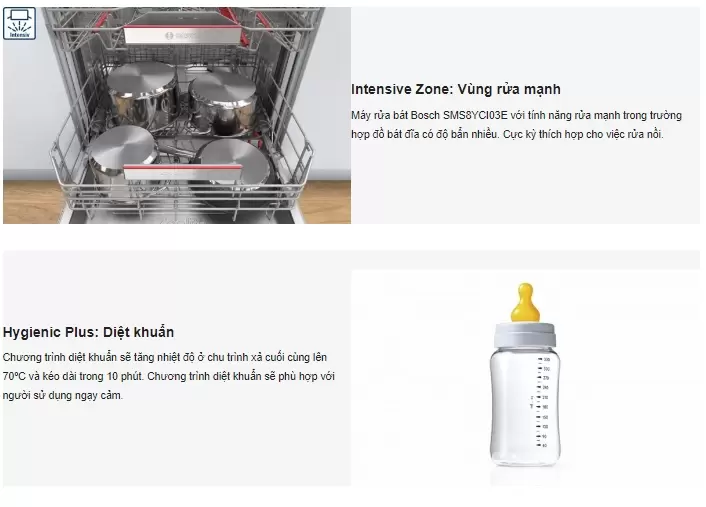 Intensiv
BOSCH
Intensive Zone: Vùng rửa mạnh
Máy rửa bát Bosch SMS8YCI03E với tính năng rửa mạnh trong trường
hợp đồ bát đĩa có độ bẩn nhiều. Cực kỳ thích hợp cho việc rửa nồi.
Hygienic Plus: Diệt khuẩn
Chương trình diệt khuẩn sẽ tăng nhiệt độ ở chu trình xả cuối cùng lên
70ºC và kéo dài trong 10 phút. Chương trình diệt khuẩn sẽ phù hợp với
người sử dụng nhạy cảm.